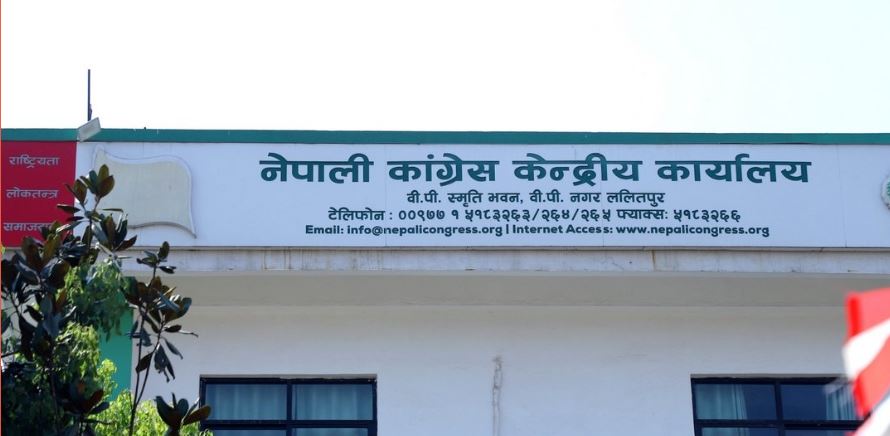 राष्ट्रियता
लोकतन्त्र
नेपाली कांग्रेस केन्द्रीय कार्यालय
वी.पी. स्मृति भवन, वी.पी. नगर ललितपुर
टेलिफोन : ००९७७ १ ५१८३२६३/२६४/२६५ फ्याक्स: ५१८३२६६
Email: info@nepalicongress.org | Internet Access: www.nepalicongress.org